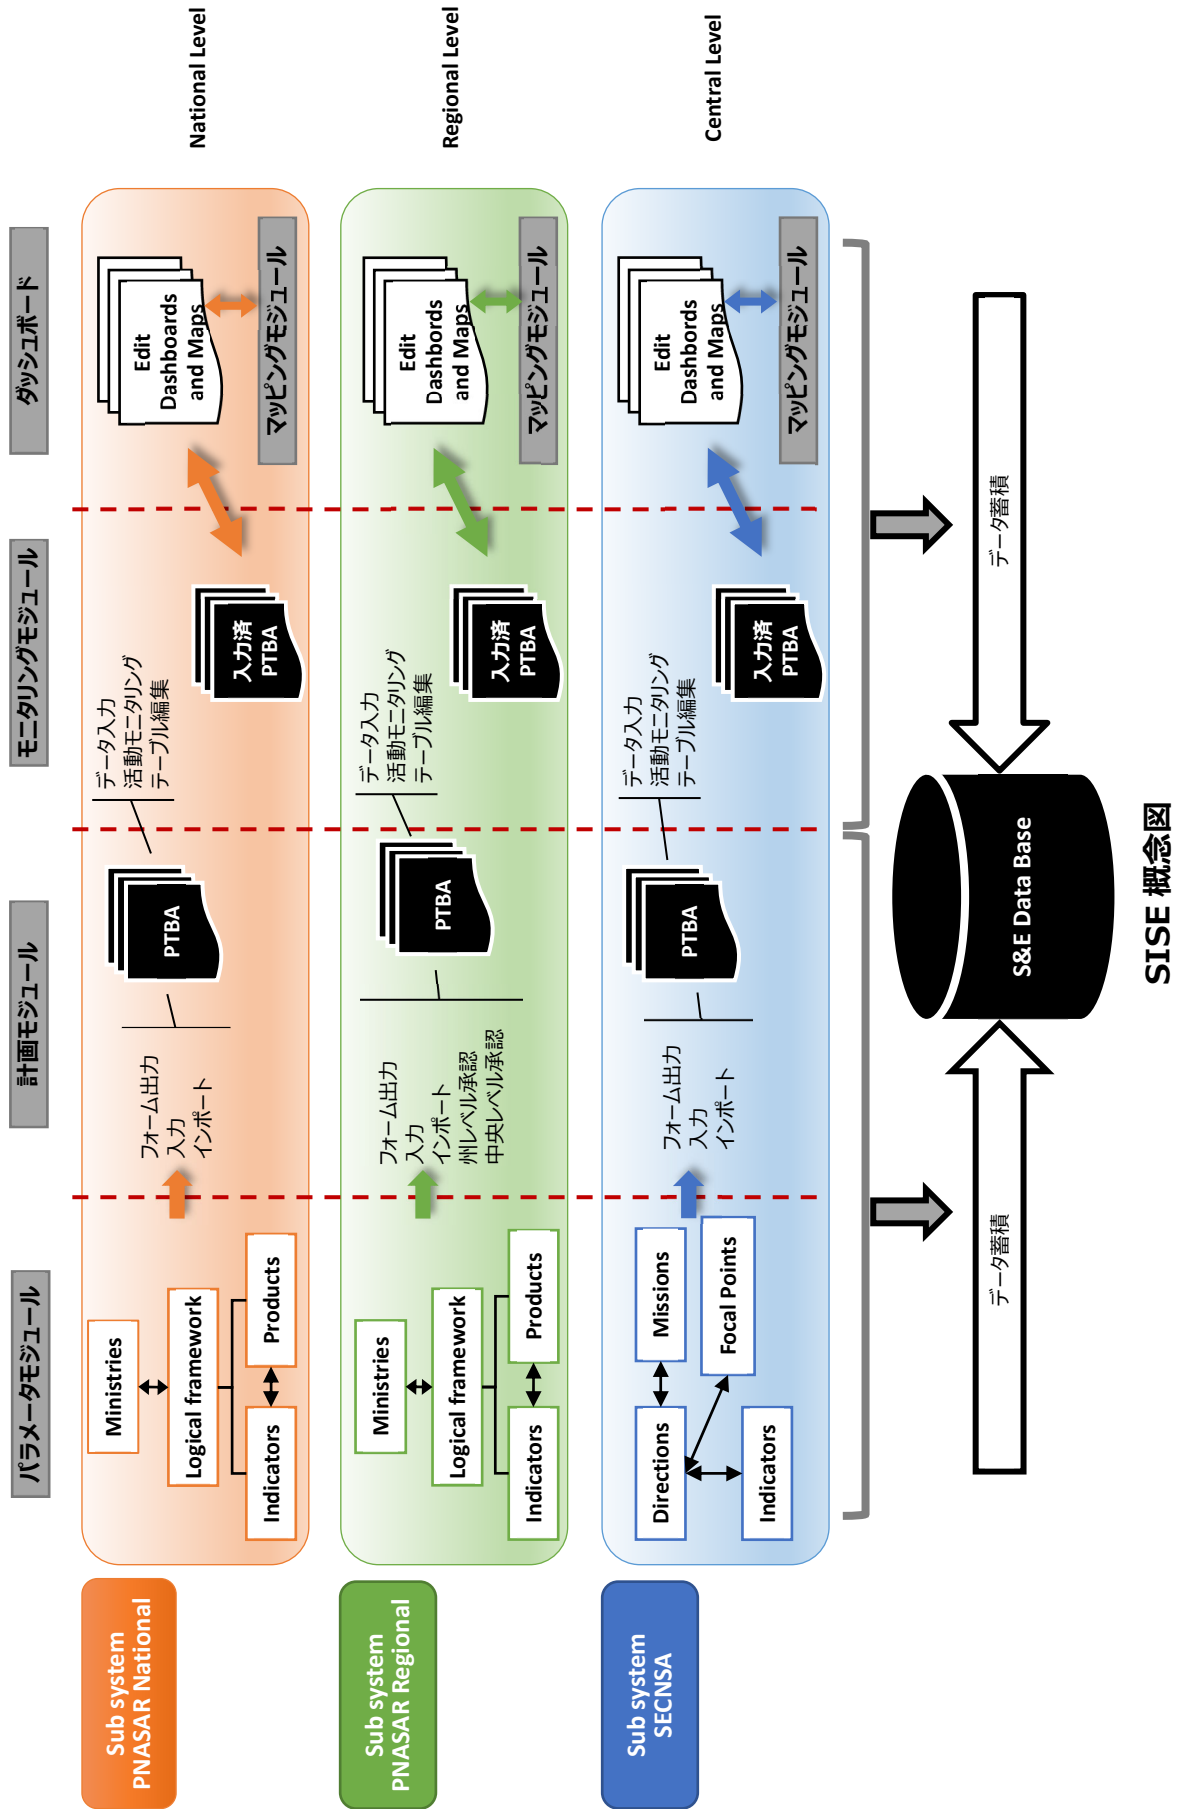 パラメータモジュール
計画モジュール
モニタリングモジュール
ダッシュボード
Sub system
PNASAR National
Ministries
Logical framework
Indicators
Products
フォーム出力
入力
インポート
PTBA
データ入力
活動モニタリング
テーブル編集
入力済
PTBA
Edit
Dashboards
and Maps
マッピングモジュール
National Level
Sub system
PNASAR Regional
Ministries
Logical framework
Indicators
Products
フォーム出力
入力
インポート
州レベル承認
中央レベル承認
PTBA
データ入力
活動モニタリング
テーブル編集
入力済
PTBA
Edit
Dashbords
and Maps
マッピングモジュール
Regional Level
Sub system
SECNSA
Directions
Missions
Focal Points
Indicators
フォーム出力
入力
インポート
PTBA
データ入力
活動モニタリング
テーブル編集
入力済
PTBA
Edit
Dashbords
and Maps
マッピングモジュール
Central Level
データ蓄積
S&E Data Base
データ蓄積
SISE 概念図